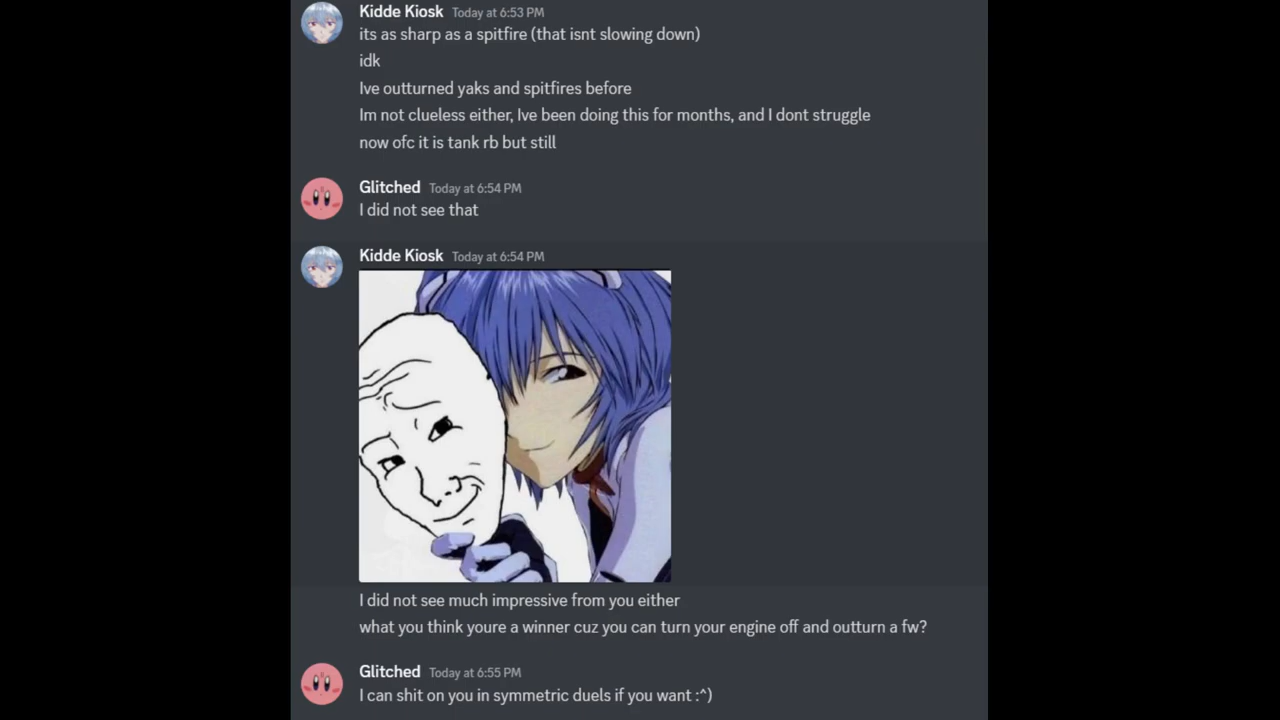 Kidde Kiosk Today at 6:53 PM
its as sharp as a spitfire (that isnt slowing down)
idk
Ive outturned yaks and spitfires before
Im not clueless either, Ive been doing this for months, and I dont struggle
now ofc it is tank rb but still
Glitched Today at 6:54 PM
I did not see that
Kidde Kiosk Today at 6:54 PM
I did not see much impressive from you either
what you think youre a winner cuz you can turn your engine off and outturn a fw?
Glitched Today at 6:55 PM
I can shit on you in symmetric duels if you want :^)